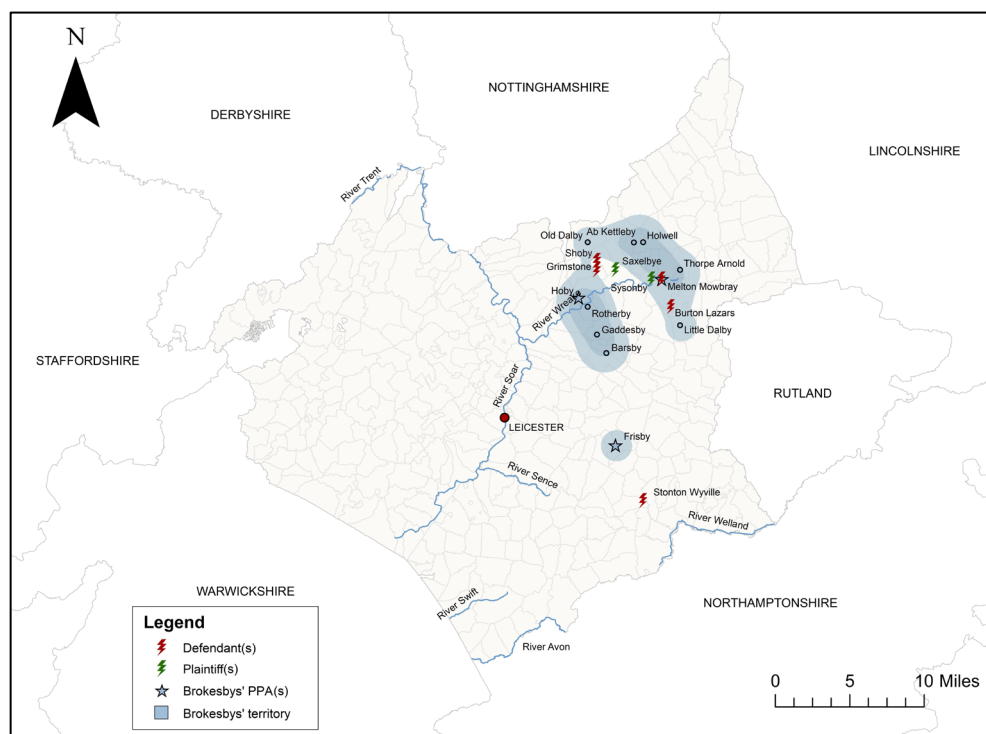 N
NOTTINGHAMSHIRE
DERBYSHIRE
LINCOLNSHIRE
River Trent
Old Dalby
Ab Kettleby
Holwell
Shoby
Saxelbye
Thorpe Arnold
Grimstone
Sysonby
Melton Mowbray
Hoby
River Wreake
Rotherby
Burton Lazars
Little Dalby
Gaddesby
Barsby
STAFFORDSHIRE
RUTLAND
River Soar
LEICESTER
Frisby
River Sence
Stonton Wyville
River Welland
WARWICKSHIRE
NORTHAMPTONSHIRE
River Swift
River Avon
Legend
Defendant(s)
Plaintiff(s)
Brokesbys' PPA(s)
Brokesbys' territory
0 5 10 Miles